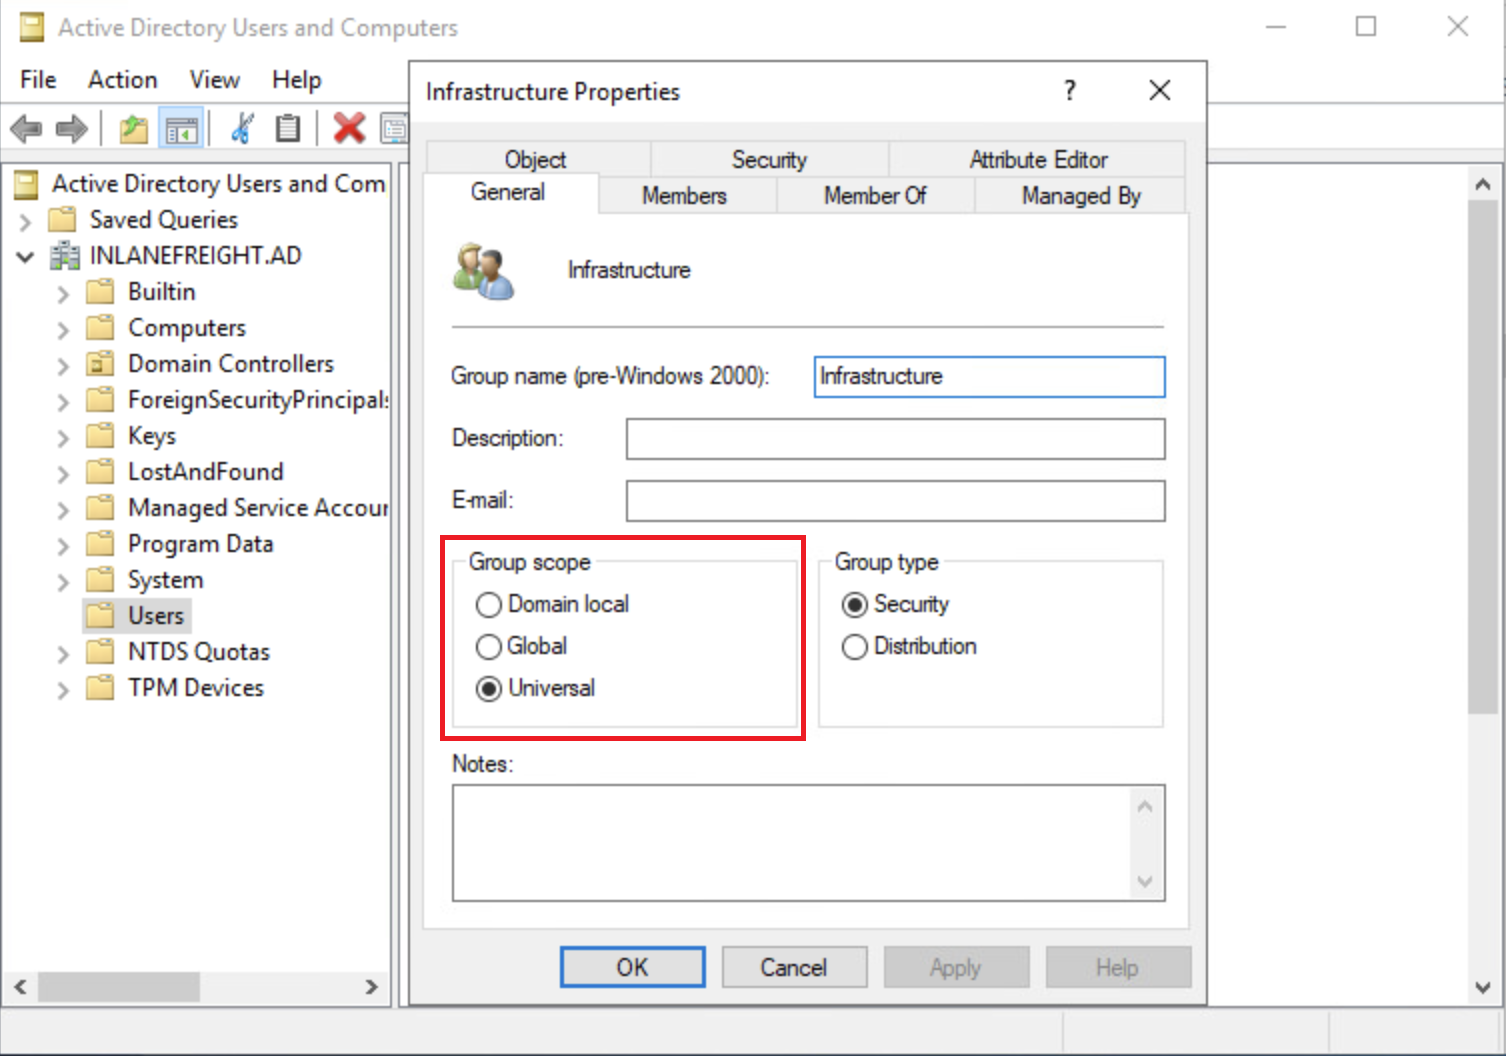 Active Directory Users and Computers
File Action View Help
Infrastructure Properties
?
Object Security Attribute Editor
General Members Member Of Managed By
Active Directory Users and Com
Saved Queries
INLANEFREIGHT.AD
Builtin
Computers
Domain Controllers
ForeignSecurityPrincipals
Keys
LostAndFound
Managed Service Accour
Program Data
System
Users
NTDS Quotas
TPM Devices
Infrastructure
Group name (pre-Windows 2000): Infrastructure
Description:
E-mail:
Group scope Group type
Domain local Security
Global Distribution
Universal
Notes:
OK Cancel Apply Help